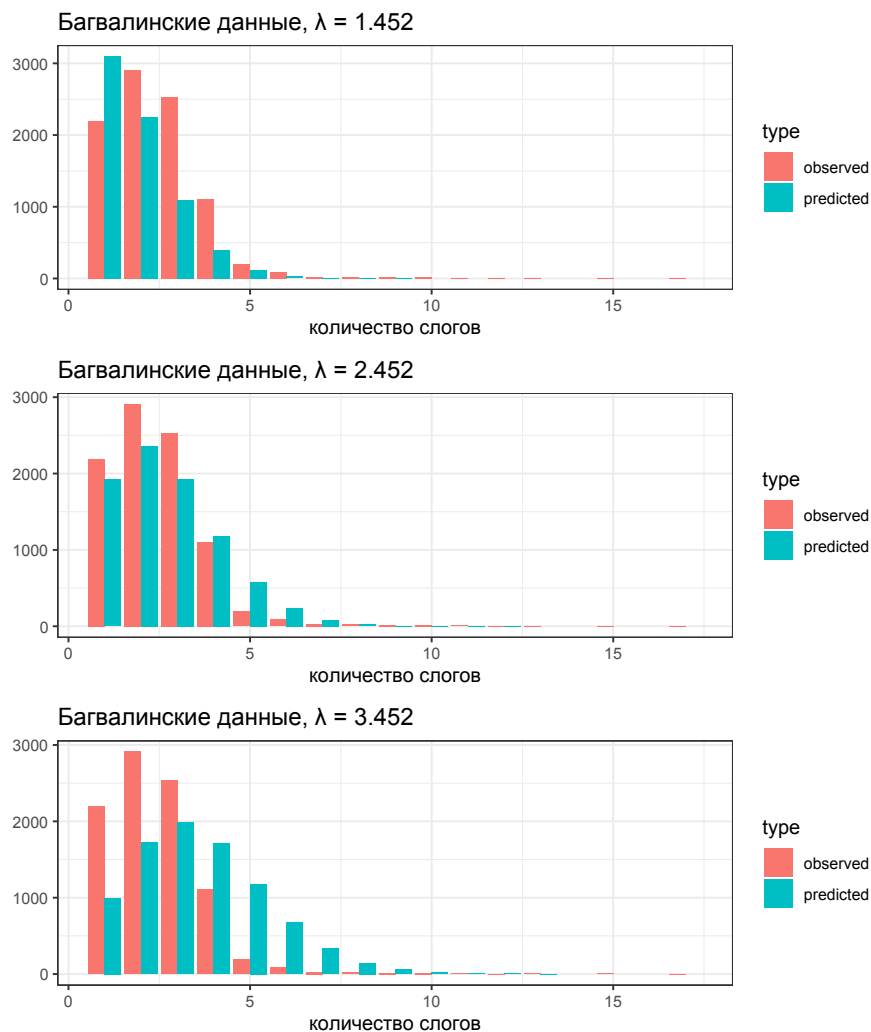 Багвалинские данные, λ = 1.452
3000
2000
1000
0
0
5
10
15
количество слогов
type
observed
predicted
Багвалинские данные, λ = 2.452
3000
2000
1000
0
0
5
10
15
количество слогов
type
observed
predicted
Багвалинские данные, λ = 3.452
3000
2000
1000
0
0
5
10
15
количество слогов
type
observed
predicted